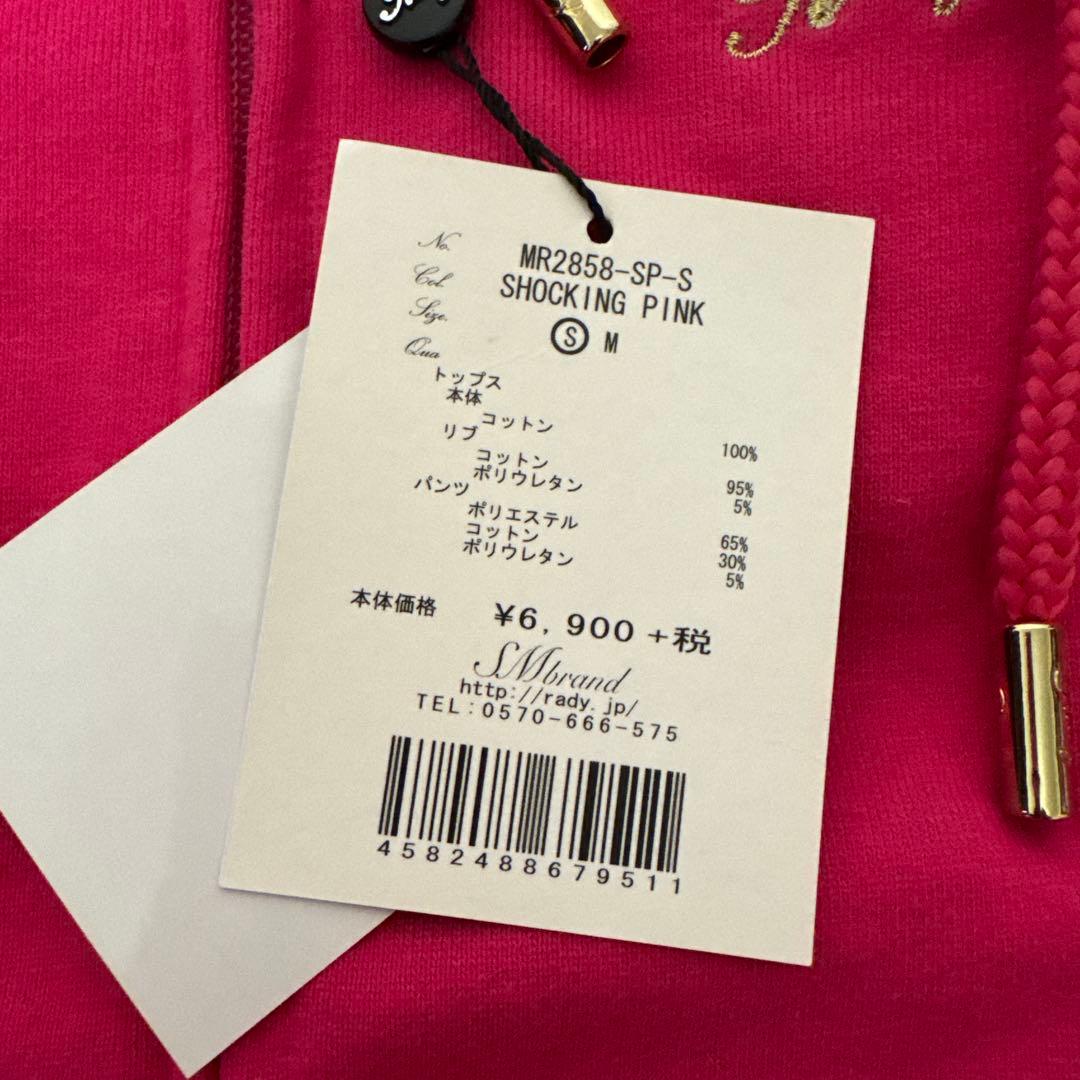 No. MR2858-SP-S
Col. SHOCKING PINK
Size. S M
Qua
トップス
本体
コットン 100%
リブ
コットン 95%
ポリウレタン 5%
パンツ
ポリエステル 65%
コットン 30%
ポリウレタン 5%
本体価格 ¥6,900+税
SMbrand
http://rady.jp/
TEL:0570-666-575
4582488679511